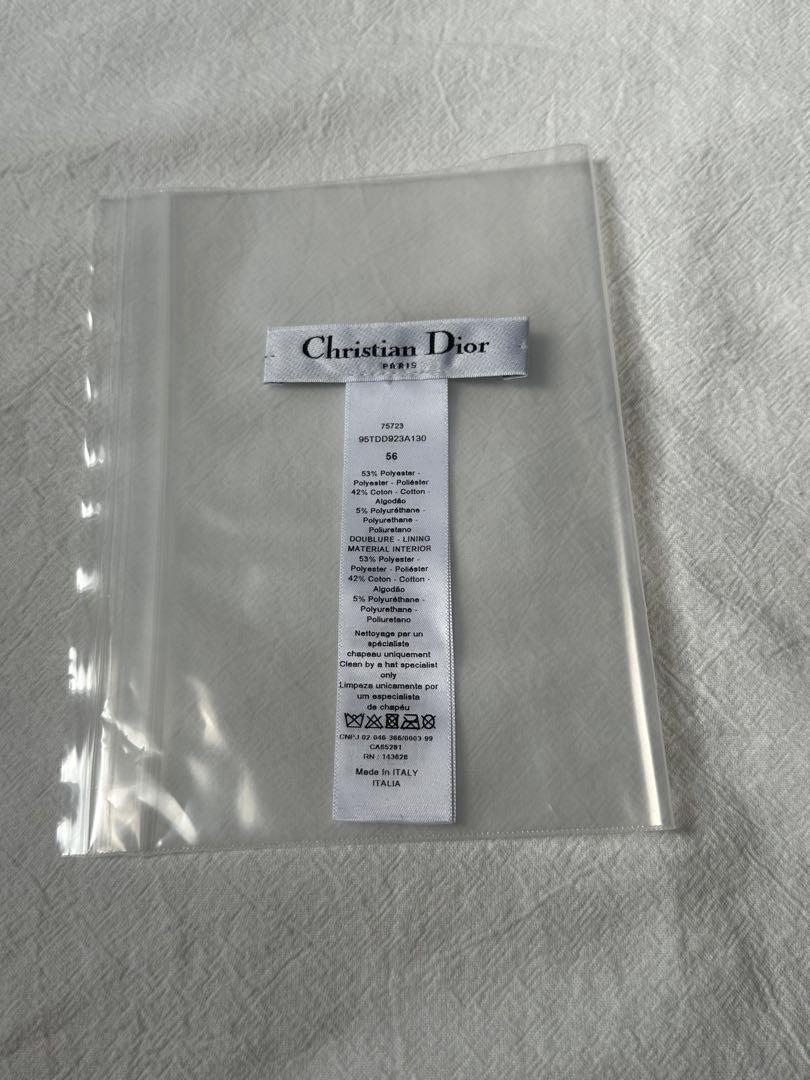 Christian Dior
PARIS
75723
95TDD923A130
56
53% Polyester -
Polyester - Poliéster
42% Coton - Cotton -
Algodão
5% Polyuréthane -
Polyurethane -
Poliuretano
DOUBLURE - LINING
MATERIAL INTERIOR
53% Polyester -
Polyester - Poliéster
42% Coton - Cotton -
Algodão
5% Polyuréthane -
Polyurethane -
Poliuretano
Nettoyage par un
spécialiste
chapeau uniquement
Clean by a hat specialist
only
Limpeza unicamente por
um especialista
de chapéu
CNPJ 02 046 366/0003-99
CA65281
RN : 143628
Made in ITALY
ITALIA